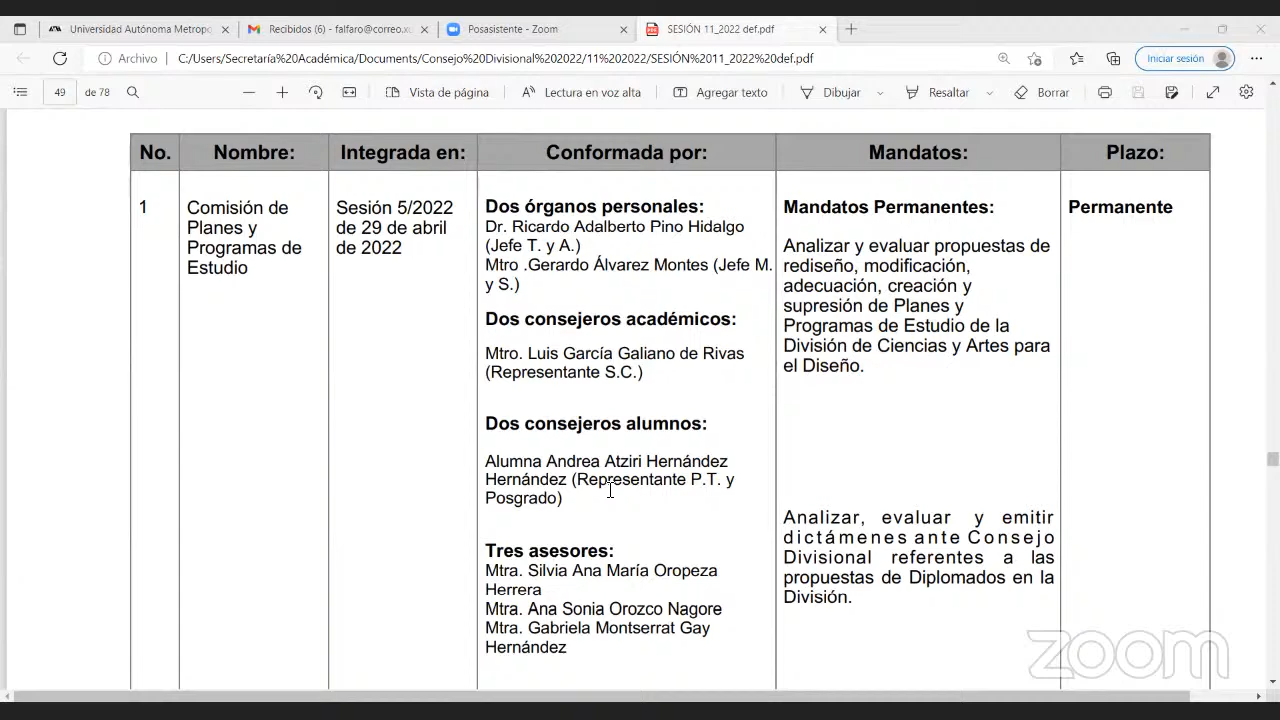 Universidad Autónoma Metropo
Recibidos (6) - falfaro@correo.xu
Posasistente - Zoom
SESIÓN 11_2022 def.pdf
Archivo
C:/Users/Secretaría%20Académica/Documents/Consejo%20Divisional%202022/11%202022/SESIÓN%2011_2022%20def.pdf
Iniciar sesión
49 de 78
Vista de página
Lectura en voz alta
Agregar texto
Dibujar
Resaltar
Borrar
No. Nombre: Integrada en: Conformada por: Mandatos: Plazo:
1
Comisión de
Planes y
Programas de
Estudio
Sesión 5/2022
de 29 de abril
de 2022
Dos órganos personales:
Dr. Ricardo Adalberto Pino Hidalgo
(Jefe T. y A.)
Mtro .Gerardo Álvarez Montes (Jefe M.
y S.)
Dos consejeros académicos:
Mtro. Luis García Galiano de Rivas
(Representante S.C.)
Dos consejeros alumnos:
Alumna Andrea Atziri Hernández
Hernández (Representante P.T. y
Posgrado)
Tres asesores:
Mtra. Silvia Ana María Oropeza
Herrera
Mtra. Ana Sonia Orozco Nagore
Mtra. Gabriela Montserrat Gay
Hernández
Mandatos Permanentes:
Analizar y evaluar propuestas de
rediseño, modificación,
adecuación, creación y
supresión de Planes y
Programas de Estudio de la
División de Ciencias y Artes para
el Diseño.
Analizar, evaluar y emitir
dictámenes ante Consejo
Divisional referentes a las
propuestas de Diplomados en la
División.
Permanente
zoom